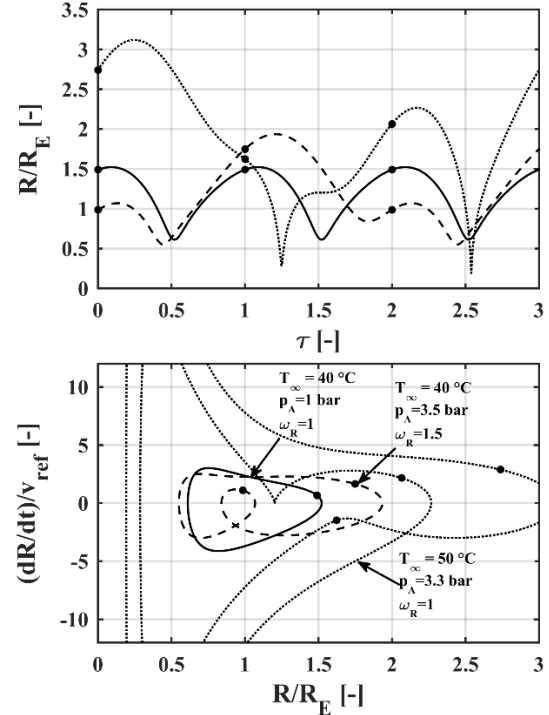 3.5
3
2.5
2
1.5
1
0.5
0
R/R_E [-]
0 0.5 1 1.5 2 2.5 3
τ [-]
10
5
0
-5
-10
(dR/dt)/v_ref [-]
T_∞ = 40 °C
p_A=1 bar
ω_R=1
T_∞ = 40 °C
p_A=3.5 bar
ω_R=1.5
T_∞ = 50 °C
p_A=3.3 bar
ω_R=1
0 0.5 1 1.5 2 2.5 3
R/R_E [-]